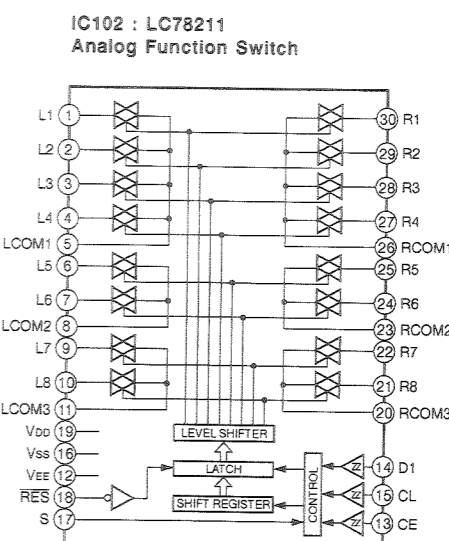 IC102 : LC78211
Analog Function Switch
L1 1
30 R1
L2 2
29 R2
L3 3
28 R3
L4 4
27 R4
LCOM1 5
26 RCOM1
L5 6
25 R5
L6 7
24 R6
LCOM2 8
23 RCOM2
L7 9
22 R7
L8 10
21 R8
LCOM3 11
20 RCOM3
VDD 19
LEVEL SHIFTER
VSS 16
LATCH
CONTROL
14 D1
VEE 12
RES 18
SHIFT REGISTER
15 CL
S 17
13 CE